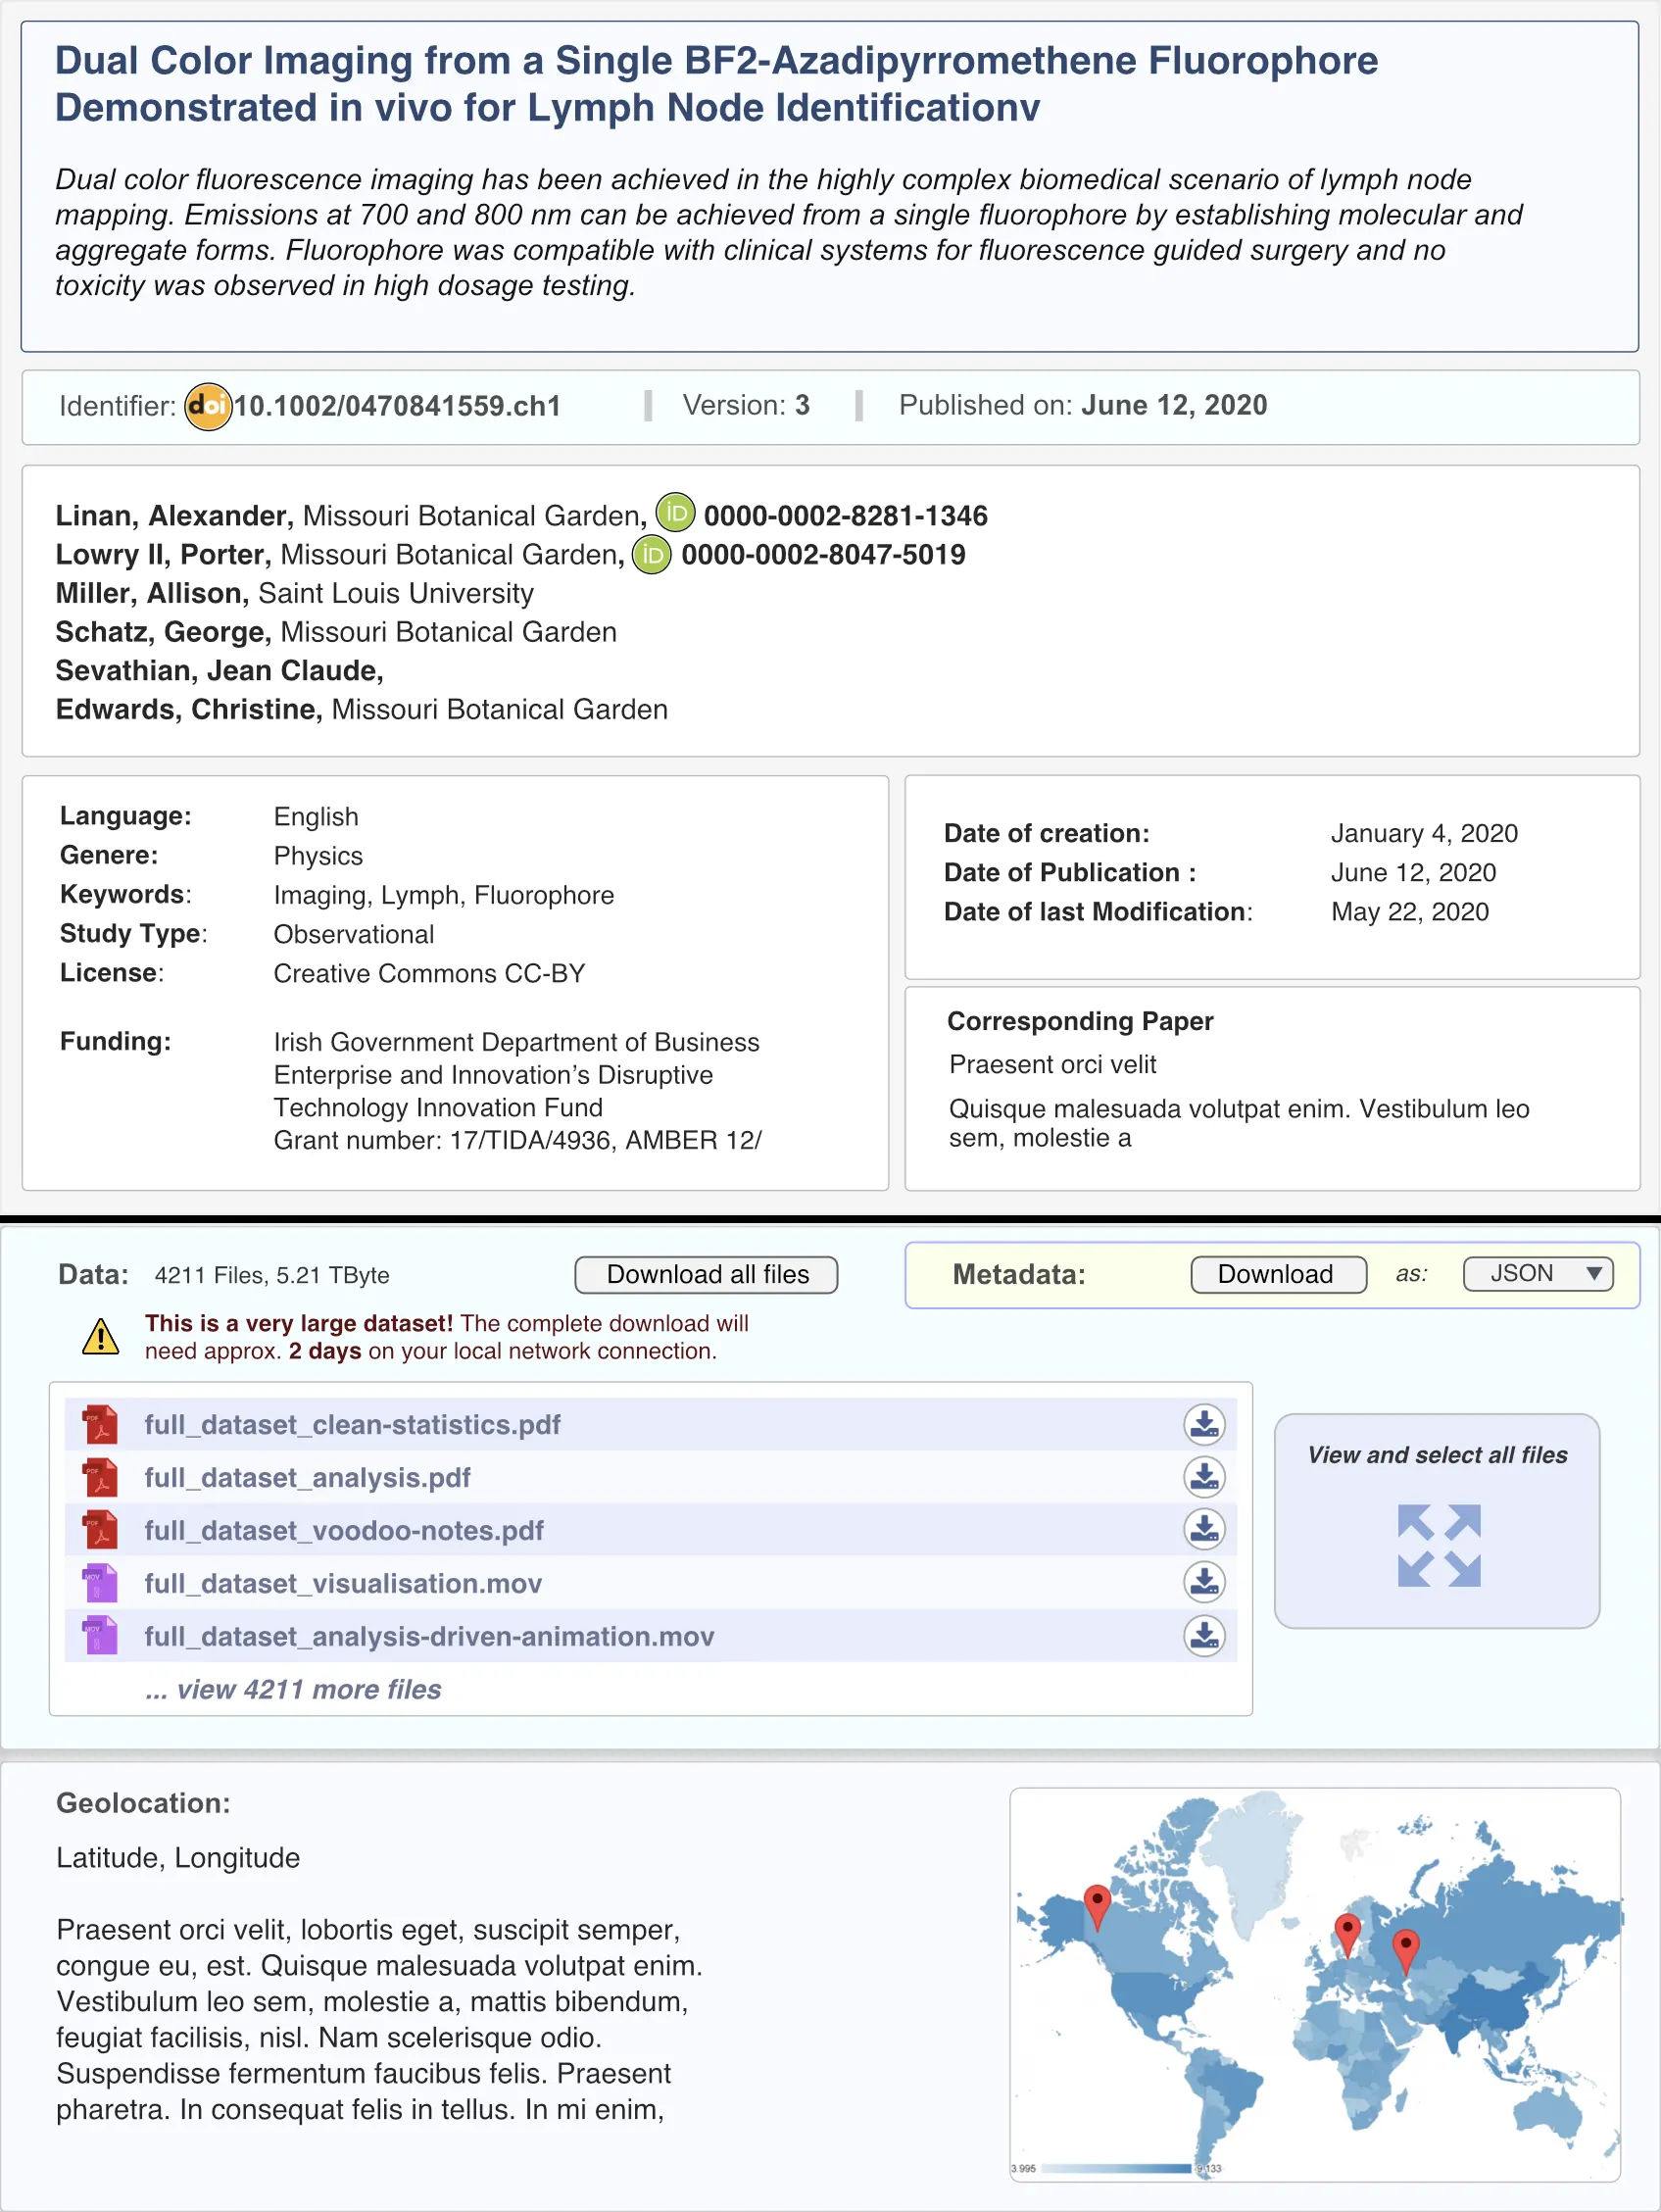 Dual Color Imaging from a Single BF2-Azadipyrromethene Fluorophore
Demonstrated in vivo for Lymph Node Identificationv
Dual color fluorescence imaging has been achieved in the highly complex biomedical scenario of lymph node
mapping. Emissions at 700 and 800 nm can be achieved from a single fluorophore by establishing molecular and
aggregate forms. Fluorophore was compatible with clinical systems for fluorescence guided surgery and no
toxicity was observed in high dosage testing.
Identifier: doi 10.1002/0470841559.ch1 Version: 3 Published on: June 12, 2020
Linan, Alexander, Missouri Botanical Garden, iD 0000-0002-8281-1346
Lowry II, Porter, Missouri Botanical Garden, iD 0000-0002-8047-5019
Miller, Allison, Saint Louis University
Schatz, George, Missouri Botanical Garden
Sevathian, Jean Claude,
Edwards, Christine, Missouri Botanical Garden
Language: English
Genere: Physics
Keywords: Imaging, Lymph, Fluorophore
Study Type: Observational
License: Creative Commons CC-BY
Funding: Irish Government Department of Business
Enterprise and Innovation’s Disruptive
Technology Innovation Fund
Grant number: 17/TIDA/4936, AMBER 12/
Date of creation: January 4, 2020
Date of Publication : June 12, 2020
Date of last Modification: May 22, 2020
Corresponding Paper
Praesent orci velit
Quisque malesuada volutpat enim. Vestibulum leo
sem, molestie a
Data: 4211 Files, 5.21 TByte Download all files
Metadata: Download as: JSON
This is a very large dataset! The complete download will
need approx. 2 days on your local network connection.
PDF full_dataset_clean-statistics.pdf
PDF full_dataset_analysis.pdf
PDF full_dataset_voodoo-notes.pdf
MOV full_dataset_visualisation.mov
MOV full_dataset_analysis-driven-animation.mov
... view 4211 more files
View and select all files
Geolocation:
Latitude, Longitude
Praesent orci velit, lobortis eget, suscipit semper,
congue eu, est. Quisque malesuada volutpat enim.
Vestibulum leo sem, molestie a, mattis bibendum,
feugiat facilisis, nisl. Nam scelerisque odio.
Suspendisse fermentum faucibus felis. Praesent
pharetra. In consequat felis in tellus. In mi enim,
3.995